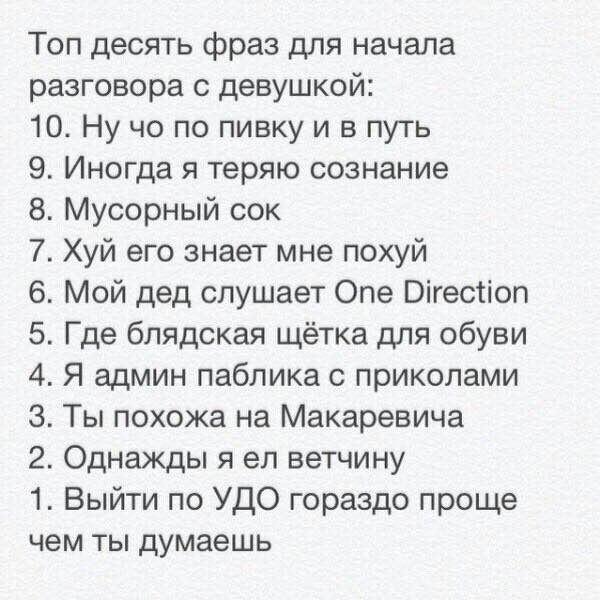 Топ десять фраз для начала
разговора с девушкой:
10. Ну чо по пивку и в путь
9. Иногда я теряю сознание
8. Мусорный сок
7. Хуй его знает мне похуй
6. Мой дед слушает One Direction
5. Где блядская щётка для обуви
4. Я админ паблика с приколами
3. Ты похожа на Макаревича
2. Однажды я ел ветчину
1. Выйти по УДО гораздо проще
чем ты думаешь